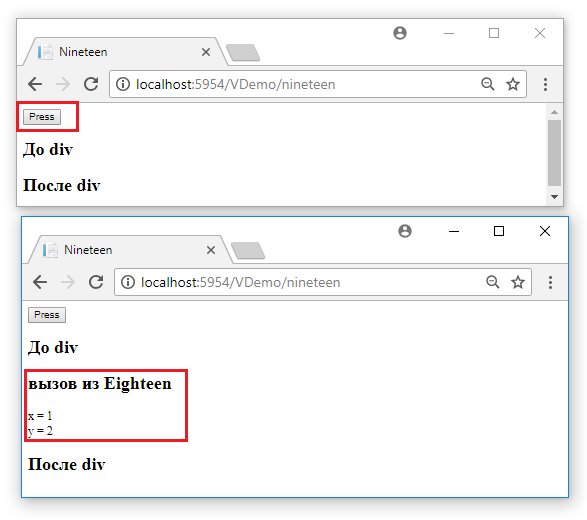 Nineteen
localhost:5954/VDemo/nineteen
Press
До div
После div
Nineteen
localhost:5954/VDemo/nineteen
Press
До div
вызов из Eighteen
x = 1
y = 2
После div